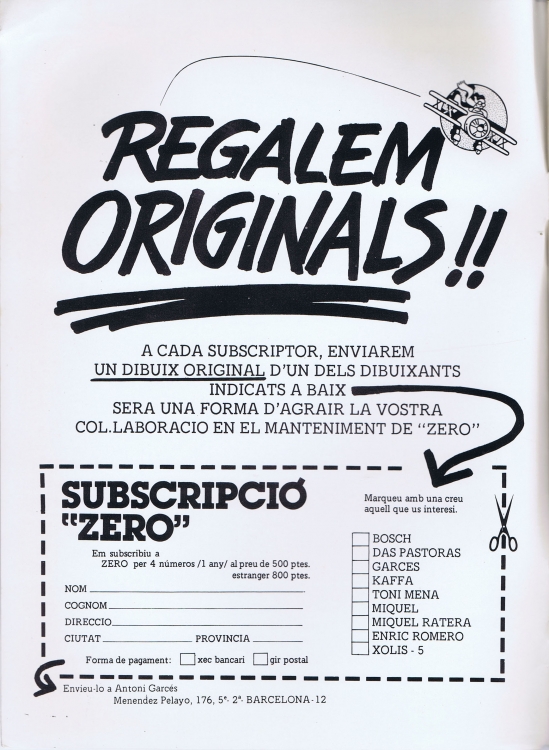 REGALEM
ORIGINALS!!
A CADA SUBSCRIPTOR, ENVIAREM
UN DIBUIX ORIGINAL D'UN DELS DIBUIXANTS
INDICATS A BAIX
SERA UNA FORMA D'AGRAIR LA VOSTRA
COL.LABORACIO EN EL MANTENIMENT DE "ZERO"
SUBSCRIPCIÓ
"ZERO"
Em subscribiu a
ZERO per 4 números /1 any/ al preu de 500 ptes.
estranger 800 ptes.
NOM
COGNOM
DIRECCIO
CIUTAT PROVINCIA
Forma de pagament: xec bancari gir postal
Marqueu amb una creu
aquell que us interesi.
BOSCH
DAS PASTORAS
GARCES
KAFFA
TONI MENA
MIQUEL
MIQUEL RATERA
ENRIC ROMERO
XOLIS - 5
Envieu-lo a Antoni Garcés
Menendez Pelayo, 176, 5º- 2ª- BARCELONA - 12